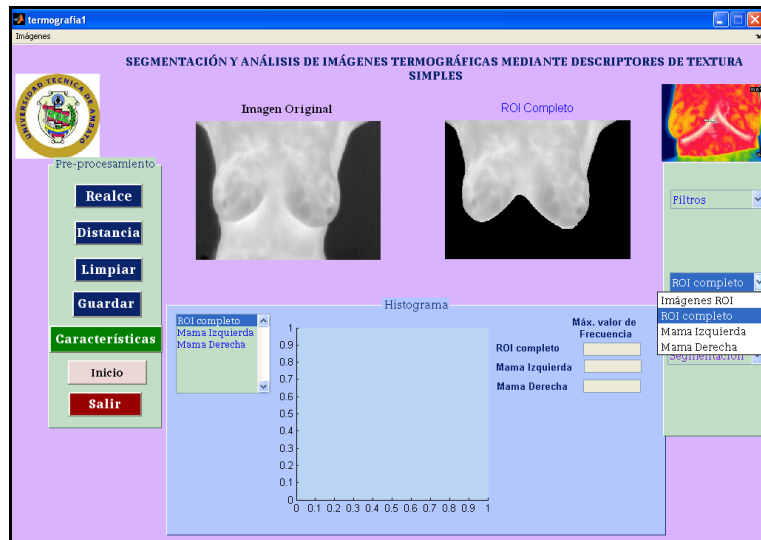 termografia1
Imágenes
SEGMENTACIÓN Y ANÁLISIS DE IMÁGENES TERMOGRÁFICAS MEDIANTE DESCRIPTORES DE TEXTURA
SIMPLES
UNIVERSIDAD TECNICA DE AMBATO
Imagen Original
ROI Completo
Pre-procesamiento
Realce
Distancia
Limpiar
Guardar
Características
Inicio
Salir
Filtros
ROI completo
Imágenes ROI
ROI completo
Mama Izquierda
Mama Derecha
Segmentación
Histograma
ROI completo
Mama Izquierda
Mama Derecha
Máx. valor de
Frecuencia
ROI completo
Mama Izquierda
Mama Derecha
1
0.9
0.8
0.7
0.6
0.5
0.4
0.3
0.2
0.1
0
0 0.1 0.2 0.3 0.4 0.5 0.6 0.7 0.8 0.9 1